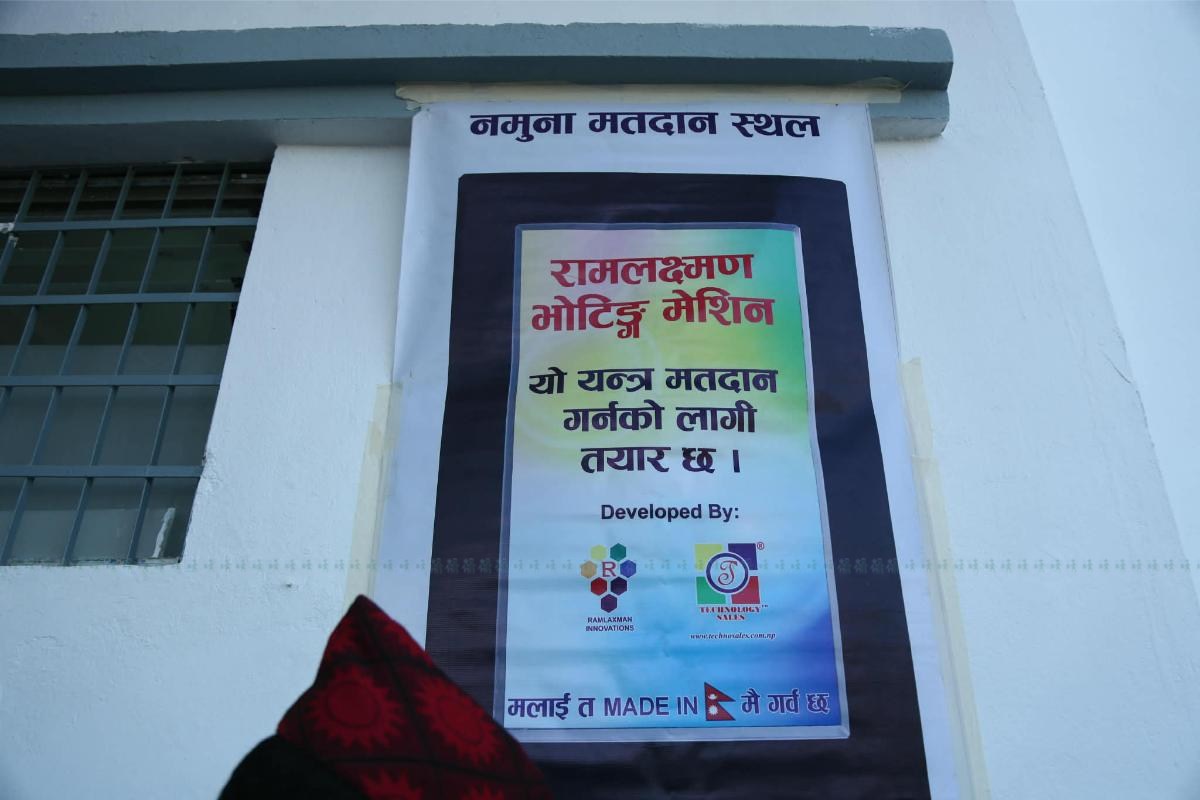 नमुना मतदान स्थल
रामलक्ष्मण
भोटिङ्ग मेशिन
यो यन्त्र मतदान
गर्नको लागी
तयार छ ।
Developed By:
R
RAMLAXMAN
INNOVATIONS
T ®
TECHNOLOGY™
SALES
www.technosales.com.np
मलाई त MADE IN मै गर्व छ